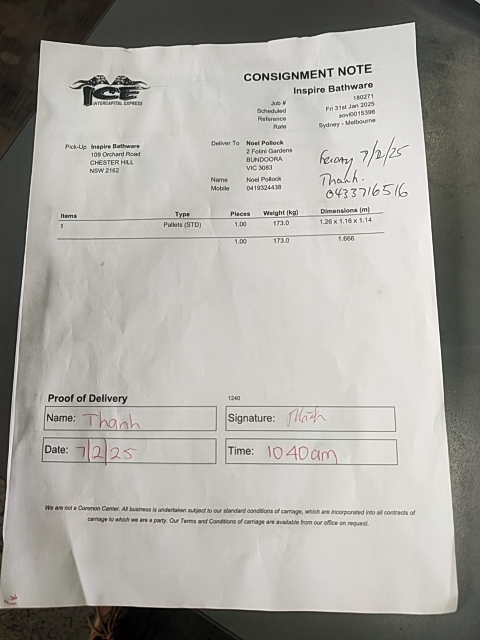 CONSIGNMENT NOTE
ICE
INTERCAPITAL EXPRESS
Inspire Bathware
Job # 180271
Scheduled Fri 31st Jan 2025
Reference sovi0015396
Rate Sydney - Melbourne
Pick-Up Inspire Bathware
109 Orchard Road
CHESTER HILL
NSW 2162
Deliver To Noel Pollock
2 Fotini Gardens
BUNDOORA
VIC 3083
Name Noel Pollock
Mobile 0419324438
7/2/25
Thanh.
0433716516
Items Type Pieces Weight (kg) Dimensions (m)
1 Pallets (STD) 1.00 173.0 1.26 x 1.16 x 1.14
1.00 173.0 1.666
Proof of Delivery
1240
Name: Thanh
Signature:
Date: 7/2/25
Time: 1040am
We are not a Common Carrier. All business is undertaken subject to our standard conditions of carriage, which are incorporated into all contracts of
carriage to which we are a party. Our Terms and Conditions of carriage are available from our office on request.